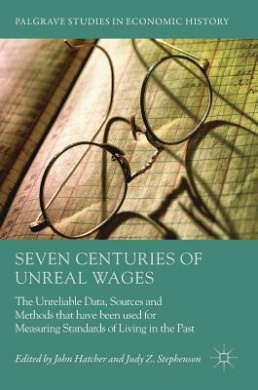 PALGRAVE STUDIES IN ECONOMIC HISTORY
SEVEN CENTURIES OF
UNREAL WAGES
The Unreliable Data, Sources and
Methods that have been used for
Measuring Standards of Living in the Past
Edited by John Hatcher and Judy Z. Stephenson